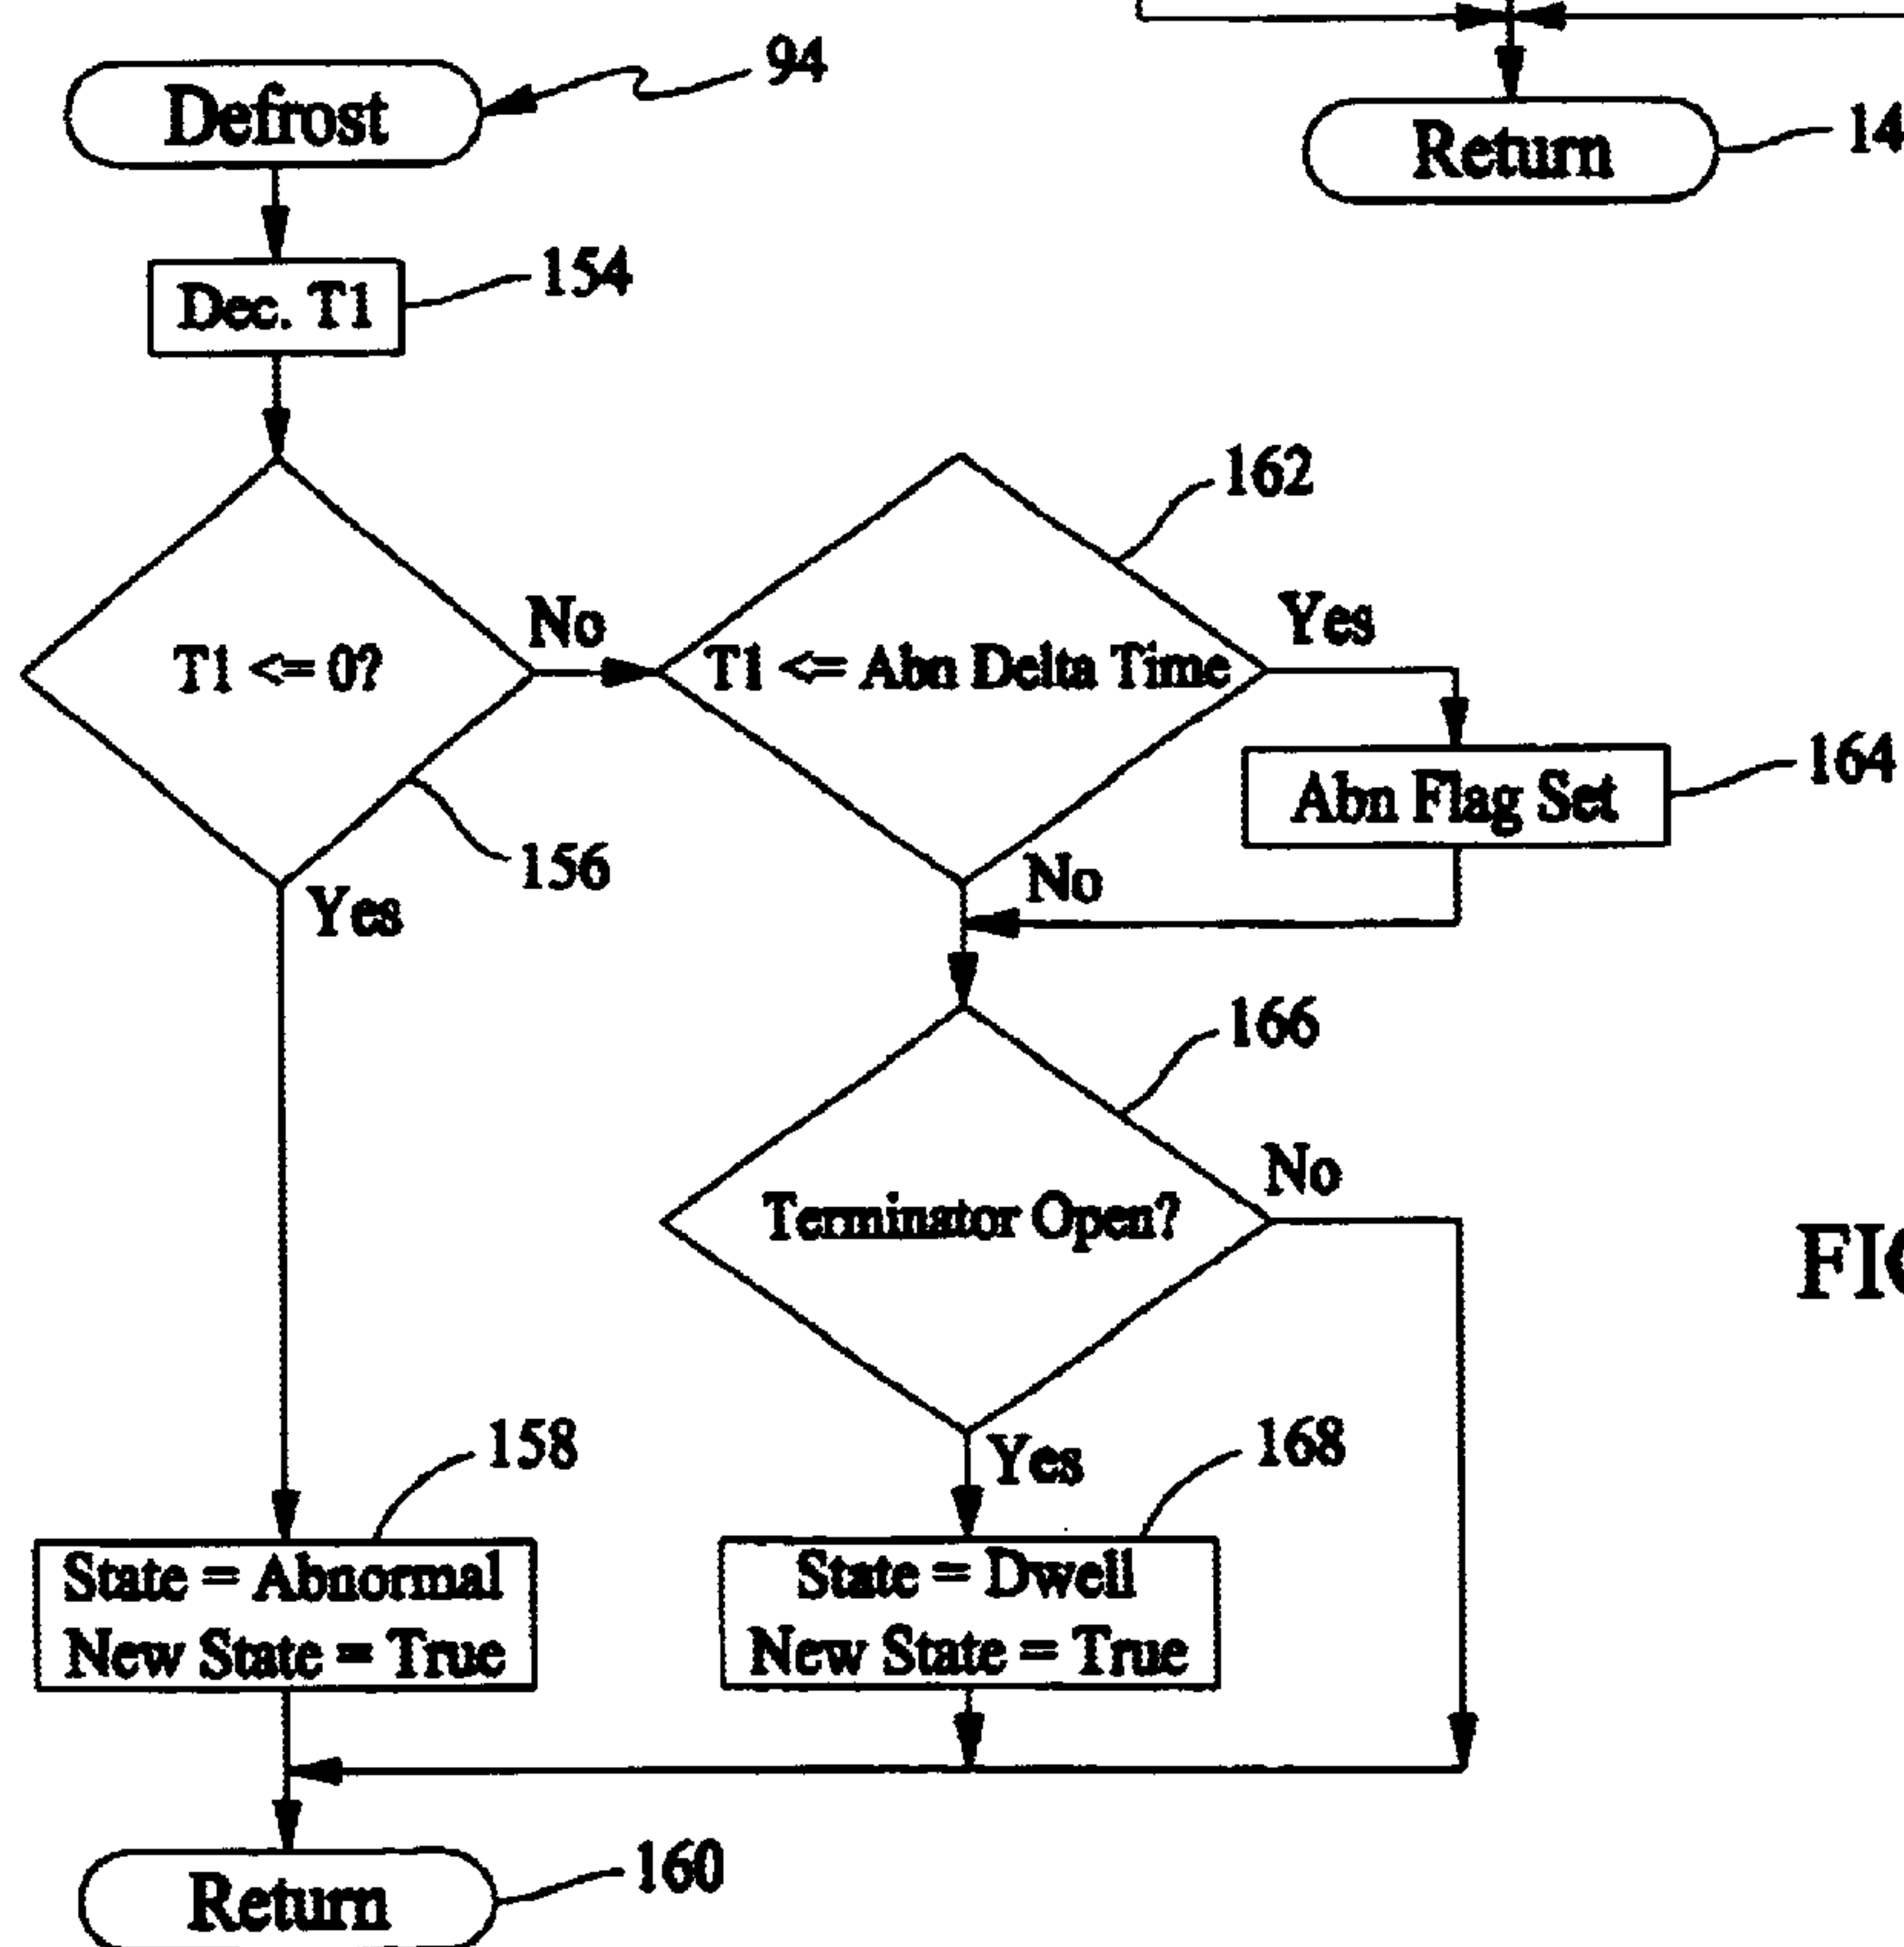 94
Defrost
Return
154
Dec. T1
162
No
Yes
T1 <= 0?
T1 <= Abn Delta Time
164
Abn Flag Set
156
No
Yes
166
No
Terminator Open?
158
168
Yes
State = Abnormal
New State = True
State = Dwell
New State = True
160
Return